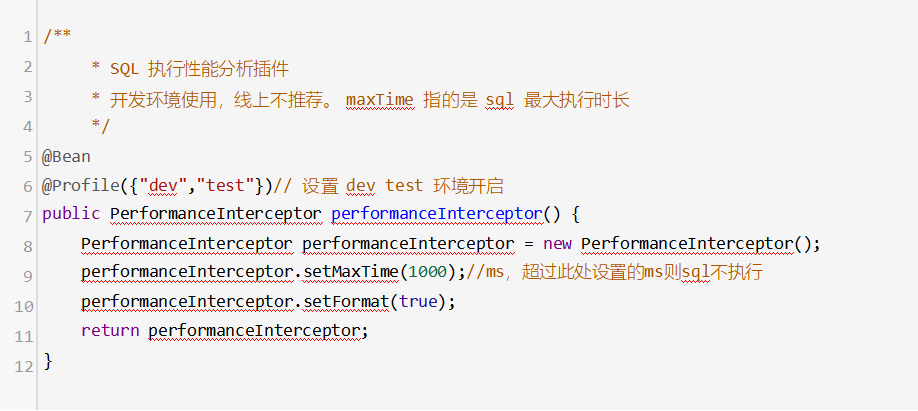 1 /**
2 * SQL 执行性能分析插件
3 * 开发环境使用，线上不推荐。 maxTime 指的是 sql 最大执行时长
4 */
5 @Bean
6 @Profile({"dev","test"})// 设置 dev test 环境开启
7 public PerformanceInterceptor performanceInterceptor() {
8 PerformanceInterceptor performanceInterceptor = new PerformanceInterceptor();
9 performanceInterceptor.setMaxTime(1000);//ms，超过此处设置的ms则sql不执行
10 performanceInterceptor.setFormat(true);
11 return performanceInterceptor;
12 }